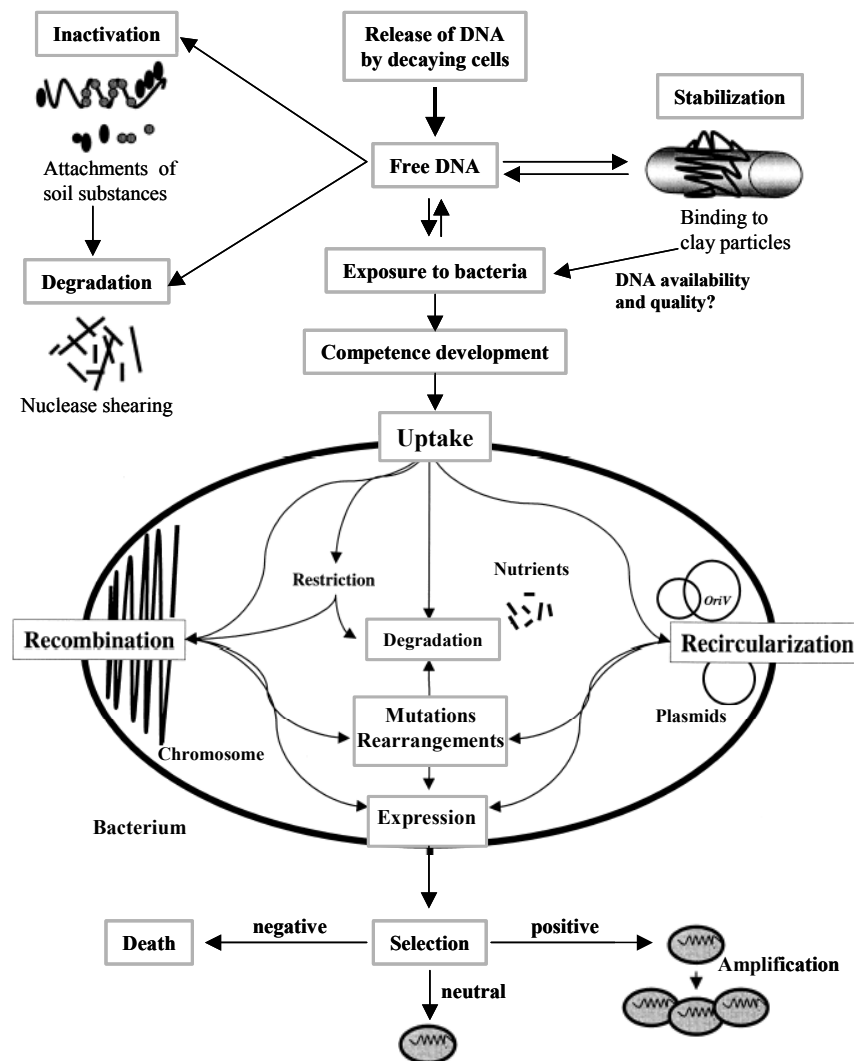 Inactivation
Release of DNA
by decaying cells
Stabilization
Attachments of
soil substances
Free DNA
Binding to
clay particles
Degradation
Exposure to bacteria
DNA availability
and quality?
Nuclease shearing
Competence development
Uptake
Restriction
Nutrients
OriV
Recombination
Degradation
Recircularization
Mutations
Rearrangements
Plasmids
Chromosome
Expression
Bacterium
Death
negative
Selection
positive
Amplification
neutral